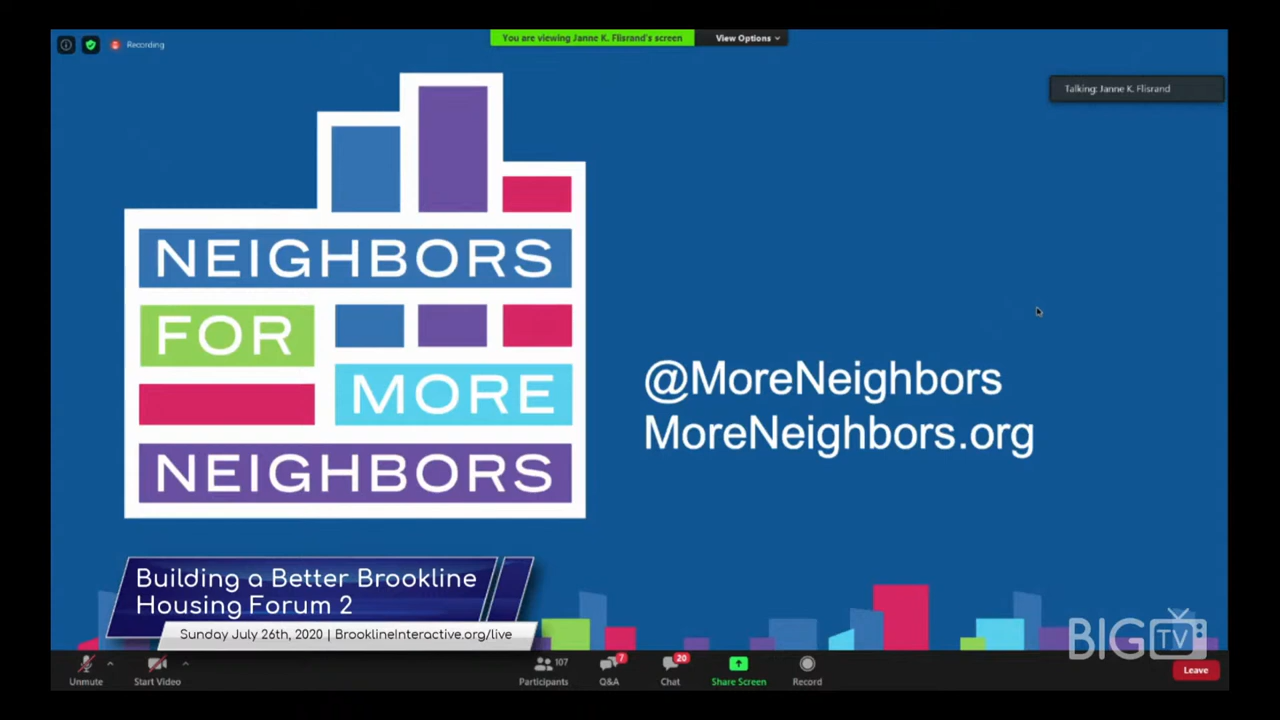 Recording
You are viewing Janne K. Flisrand's screen
View Options
Talking: Janne K. Flisrand
NEIGHBORS
FOR
MORE
NEIGHBORS
@MoreNeighbors
MoreNeighbors.org
Building a Better Brookline
Housing Forum 2
Sunday July 26th, 2020 | BrooklineInteractive.org/live
BIG TV
Unmute
Start Video
107
Participants
7
Q&A
20
Chat
Share Screen
Record
Leave